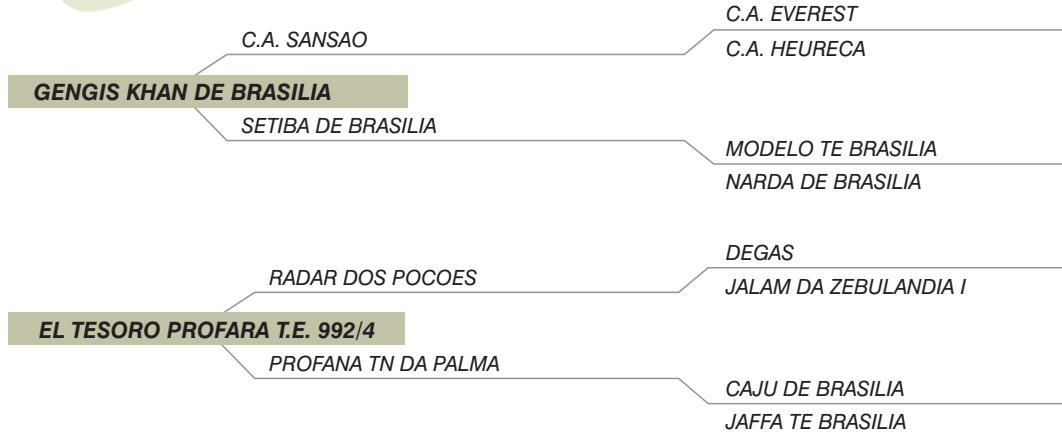 C.A. EVEREST
C.A. SANSAO
C.A. HEURECA
GENGIS KHAN DE BRASILIA
SETIBA DE BRASILIA
MODELO TE BRASILIA
NARDA DE BRASILIA
DEGAS
RADAR DOS POCOES
JALAM DA ZEBULANDIA I
EL TESORO PROFARA T.E. 992/4
PROFANA TN DA PALMA
CAJU DE BRASILIA
JAFFA TE BRASILIA